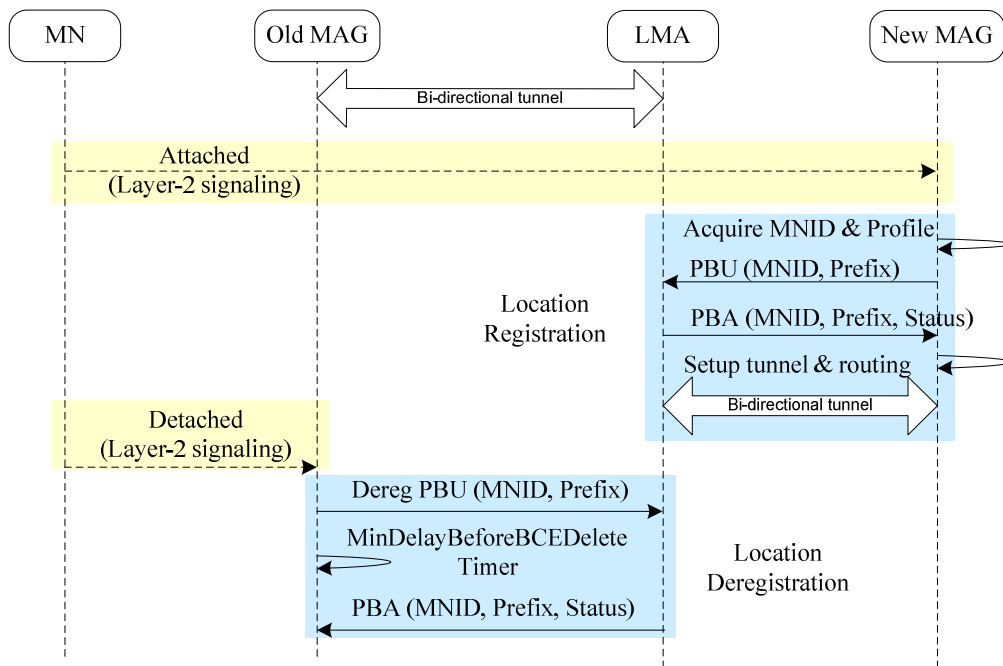 MN
Old MAG
LMA
New MAG
Bi-directional tunnel
Attached
(Layer-2 signaling)
Acquire MNID & Profile
PBU (MNID, Prefix)
Location
Registration
PBA (MNID, Prefix, Status)
Setup tunnel & routing
Bi-directional tunnel
Detached
(Layer-2 signaling)
Dereg PBU (MNID, Prefix)
MinDelayBeforeBCEDelete
Timer
Location
Deregistration
PBA (MNID, Prefix, Status)